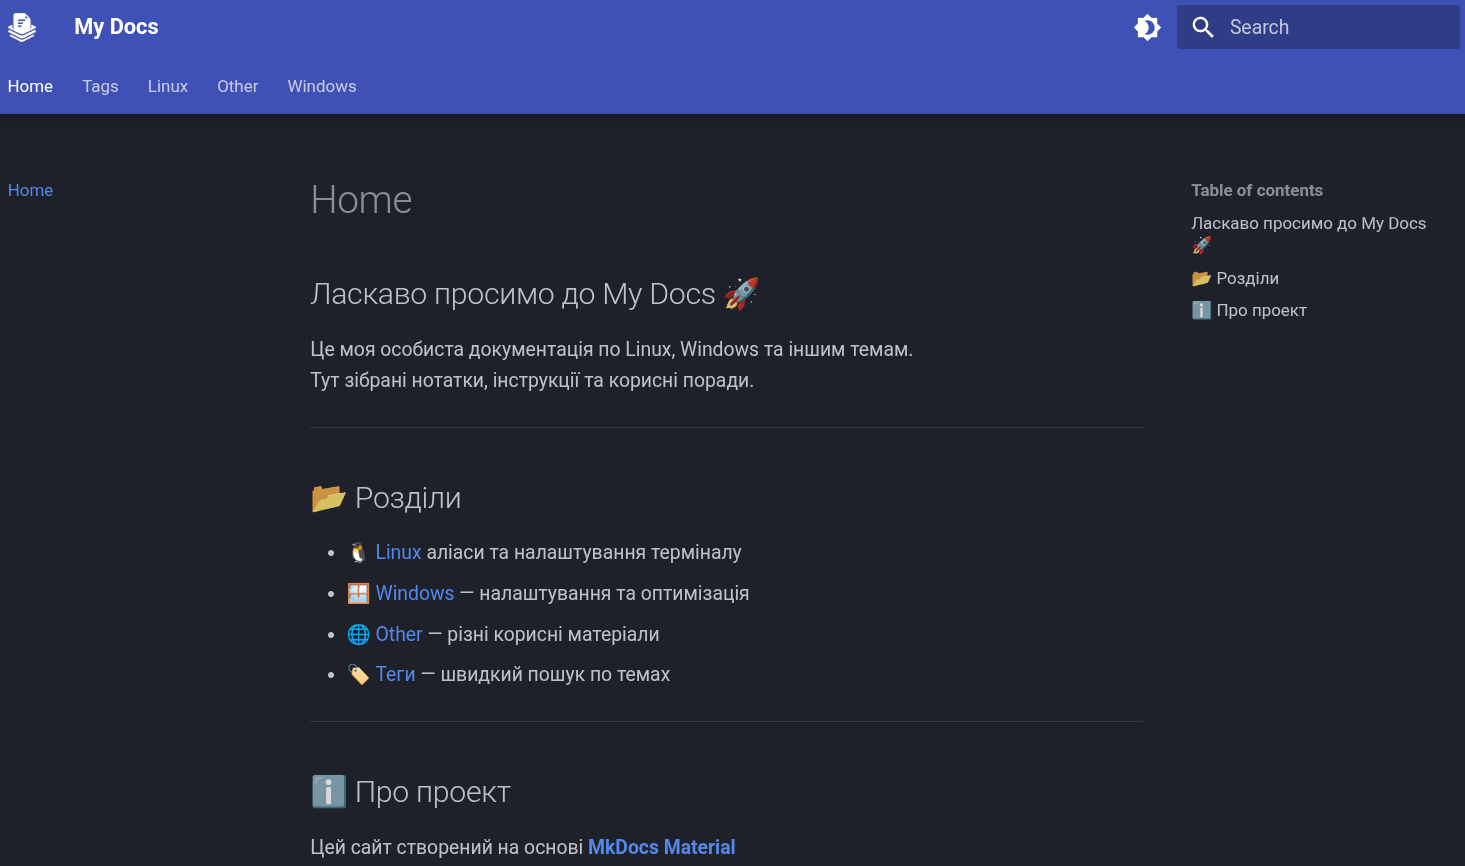 My Docs
Search
Home Tags Linux Other Windows
Home
Home
Ласкаво просимо до My Docs 🚀
Це моя особиста документація по Linux, Windows та іншим темам.
Тут зібрані нотатки, інструкції та корисні поради.
📂 Розділи
• 🐧 Linux аліаси та налаштування терміналу
• 🪟 Windows — налаштування та оптимізація
• 🌐 Other — різні корисні матеріали
• 🏷️ Теги — швидкий пошук по темах
ℹ️ Про проект
Цей сайт створений на основі MkDocs Material
Table of contents
Ласкаво просимо до My Docs
🚀
📂 Розділи
ℹ️ Про проект